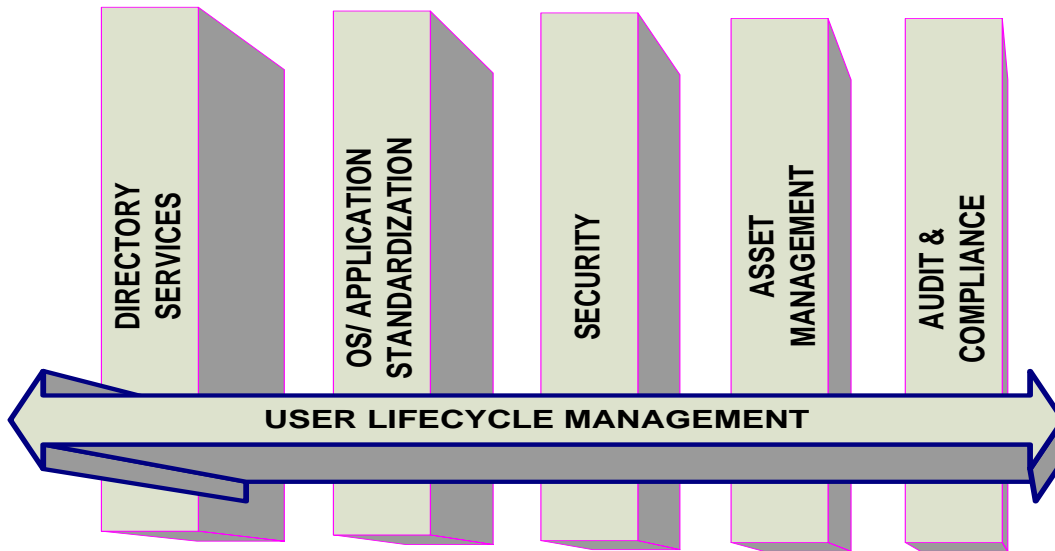 DIRECTORY
SERVICES
OS/ APPLICATION
STANDARDIZATION
SECURITY
ASSET
MANAGEMENT
AUDIT &
COMPLIANCE
USER LIFECYCLE MANAGEMENT